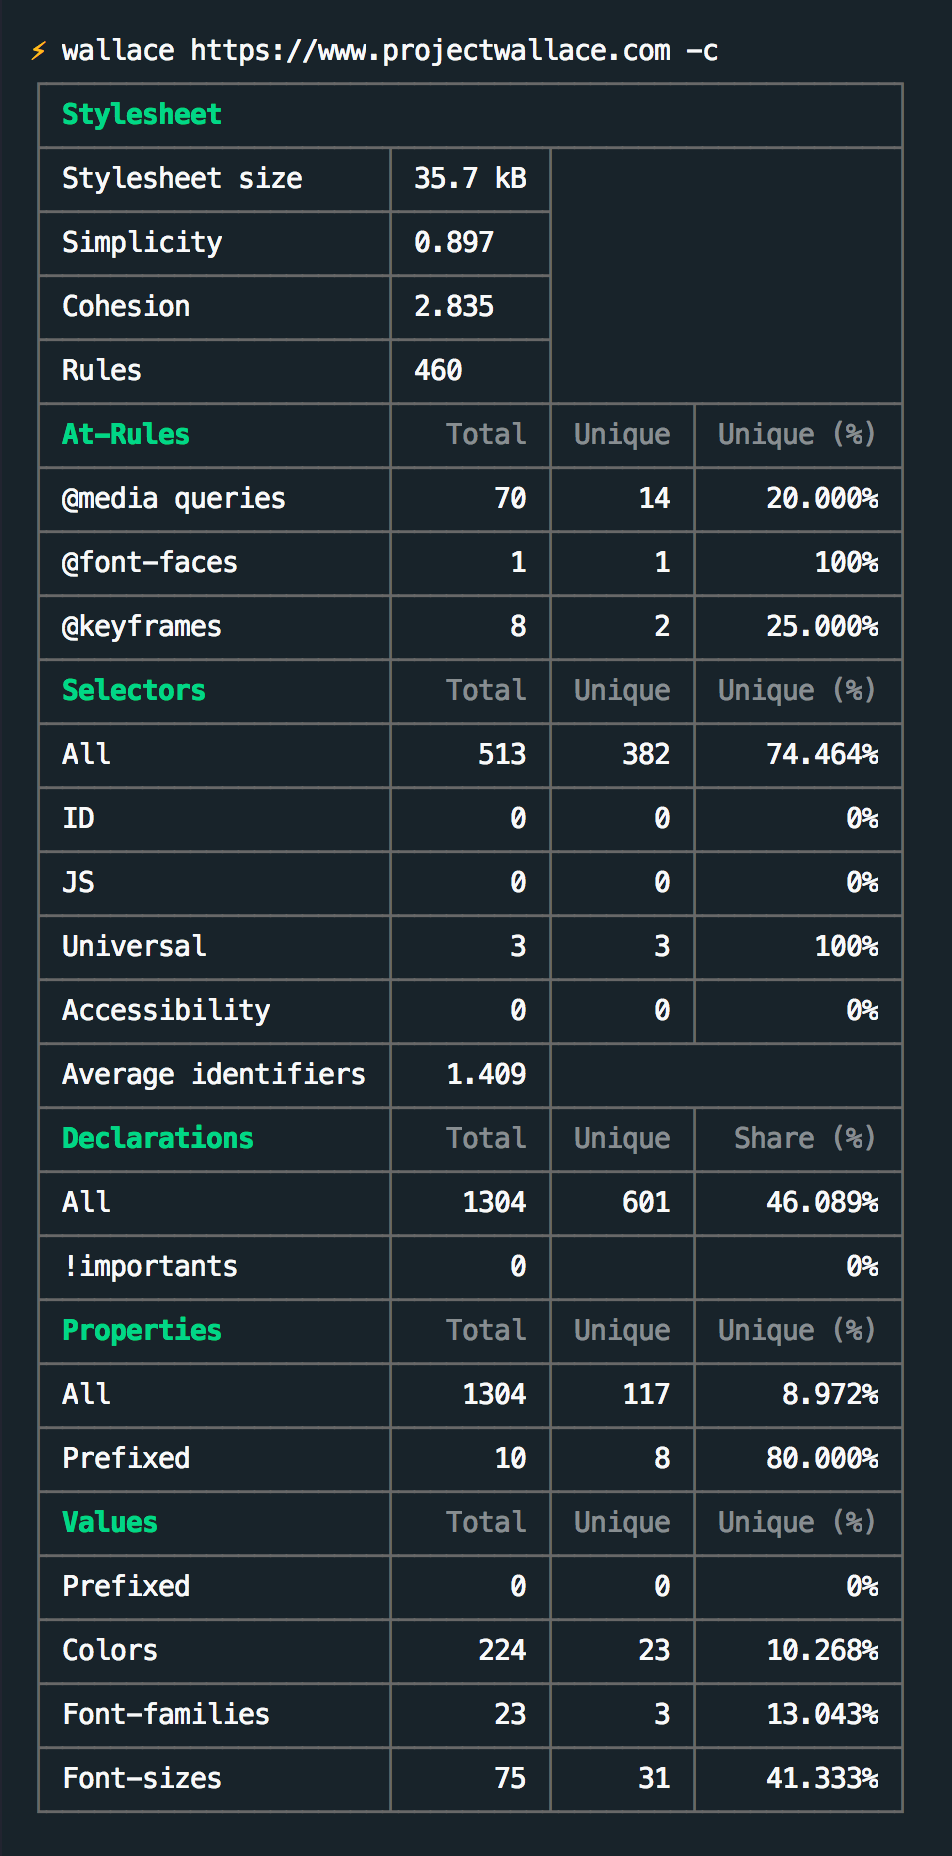 ⚡ wallace https://www.projectwallace.com -c
Stylesheet
Stylesheet size 35.7 kB
Simplicity 0.897
Cohesion 2.835
Rules 460
At-Rules Total Unique Unique (%)
@media queries 70 14 20.000%
@font-faces 1 1 100%
@keyframes 8 2 25.000%
Selectors Total Unique Unique (%)
All 513 382 74.464%
ID 0 0 0%
JS 0 0 0%
Universal 3 3 100%
Accessibility 0 0 0%
Average identifiers 1.409
Declarations Total Unique Share (%)
All 1304 601 46.089%
!importants 0 0%
Properties Total Unique Unique (%)
All 1304 117 8.972%
Prefixed 10 8 80.000%
Values Total Unique Unique (%)
Prefixed 0 0 0%
Colors 224 23 10.268%
Font-families 23 3 13.043%
Font-sizes 75 31 41.333%